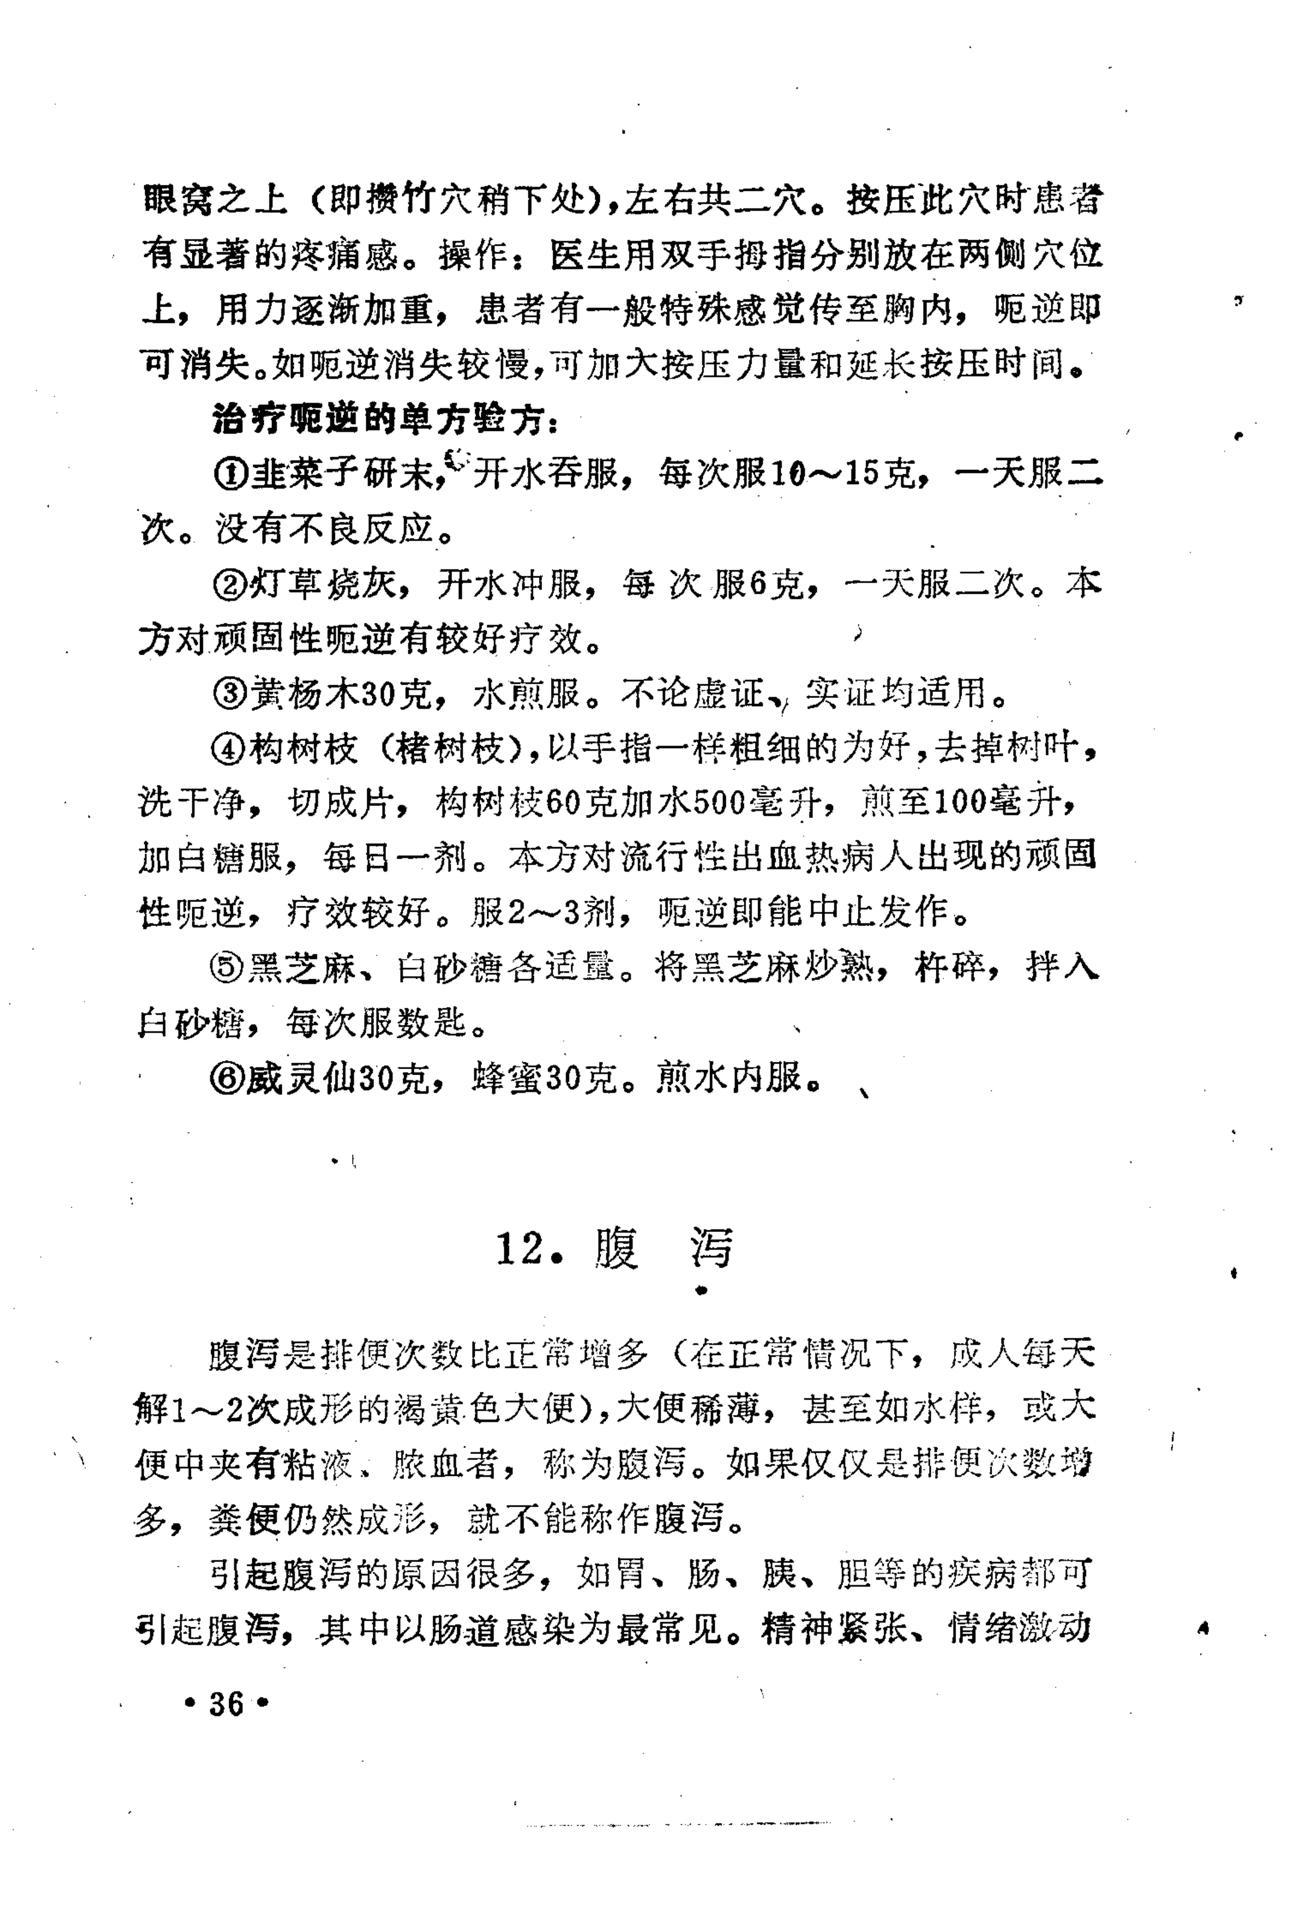 眼窝之上（即攒竹穴稍下处），左右共二穴。按压此穴时患者
有显著的疼痛感。操作：医生用双手拇指分别放在两侧穴位
上，用力逐渐加重，患者有一般特殊感觉传至胸内，呃逆即
可消失。如呃逆消失较慢，可加大按压力量和延长按压时间。
治疗呃逆的单方验方：
①韭菜子研末，开水吞服，每次服10～15克，一天服二
次。没有不良反应。
②灯草烧灰，开水冲服，每次服6克，一天服二次。本
方对顽固性呃逆有较好疗效。
③黄杨木30克，水煎服。不论虚证、实证均适用。
④构树枝（楮树枝），以手指一样粗细的为好，去掉树叶，
洗干净，切成片，构树枝60克加水500毫升，煎至100毫升，
加白糖服，每日一剂。本方对流行性出血热病人出现的顽固
性呃逆，疗效较好。服2～3剂，呃逆即能中止发作。
⑤黑芝麻、白砂糖各适量。将黑芝麻炒熟，杵碎，拌入
白砂糖，每次服数匙。
⑥威灵仙30克，蜂蜜30克。煎水内服。
12．腹 泻
腹泻是排便次数比正常增多（在正常情况下，成人每天
解1～2次成形的褐黄色大便），大便稀薄，甚至如水样，或大
便中夹有粘液、脓血者，称为腹泻。如果仅仅是排便次数增
多，粪便仍然成形，就不能称作腹泻。
引起腹泻的原因很多，如胃、肠、胰、胆等的疾病都可
引起腹泻，其中以肠道感染为最常见。精神紧张、情绪激动
·36·